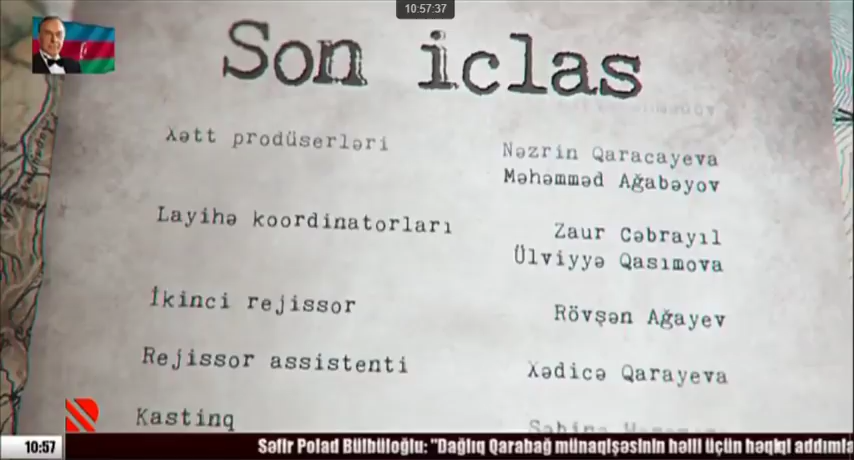 10:57:37
Son iclas
Xətt prodüserləri
Nəzrin Qaracayeva
Məhəmməd Ağabəyov
Layihə koordinatorları
Zaur Cəbrayıl
Ülviyyə Qasımova
İkinci rejissor
Rövşən Ağayev
Rejissor assistenti
Xədicə Qarayeva
Kastinq
10:57
Səfir Polad Bülbüloğlu: "Dağlıq Qarabağ münaqişəsinin həlli üçün həqiqi addımla